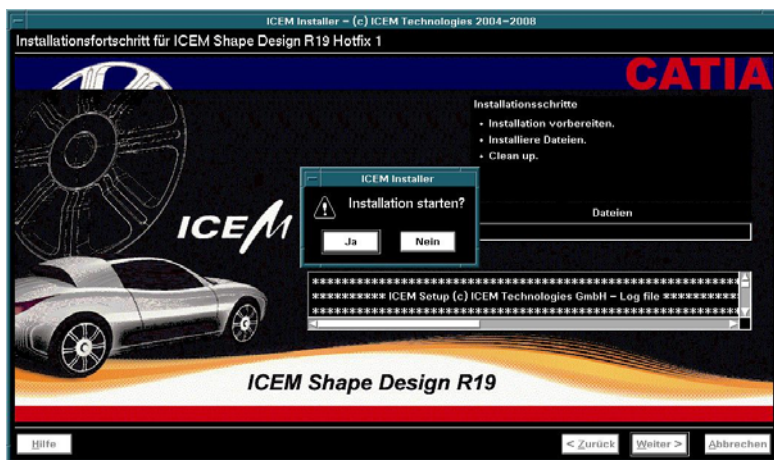 ICEM Installer – (c) ICEM Technologies 2004–2008
Installationsfortschritt für ICEM Shape Design R19 Hotfix 1
CATIA
Installationsschritte
• Installation vorbereiten.
• Installiere Dateien.
• Clean up.
ICEM Installer
Installation starten?
Ja
Nein
ICEM
Dateien
**********************************************************************
********** ICEM Setup (c) ICEM Technologies GmbH – Log file **********
**********************************************************************
ICEM Shape Design R19
Hilfe
< Zurück
Weiter >
Abbrechen